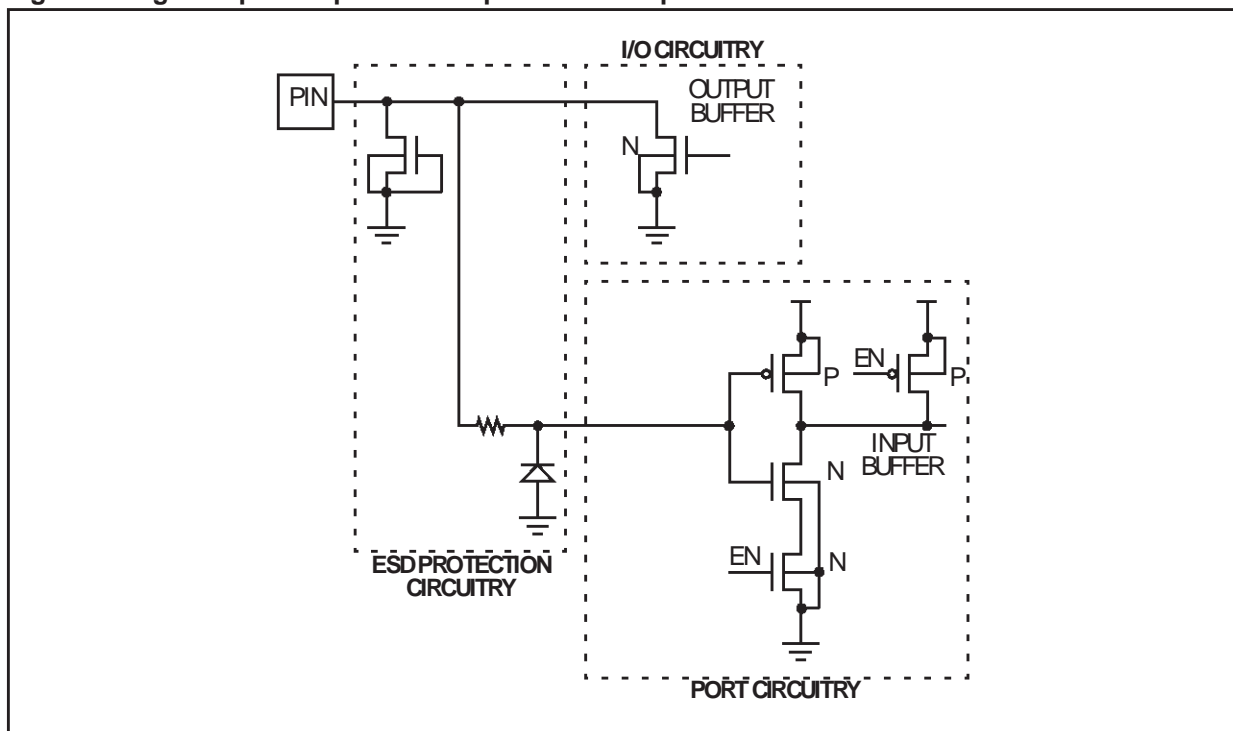 I/O CIRCUITRY
PIN
OUTPUT
BUFFER
N
EN
P
P
INPUT
BUFFER
N
EN
N
ESD PROTECTION
CIRCUITRY
PORT CIRCUITRY